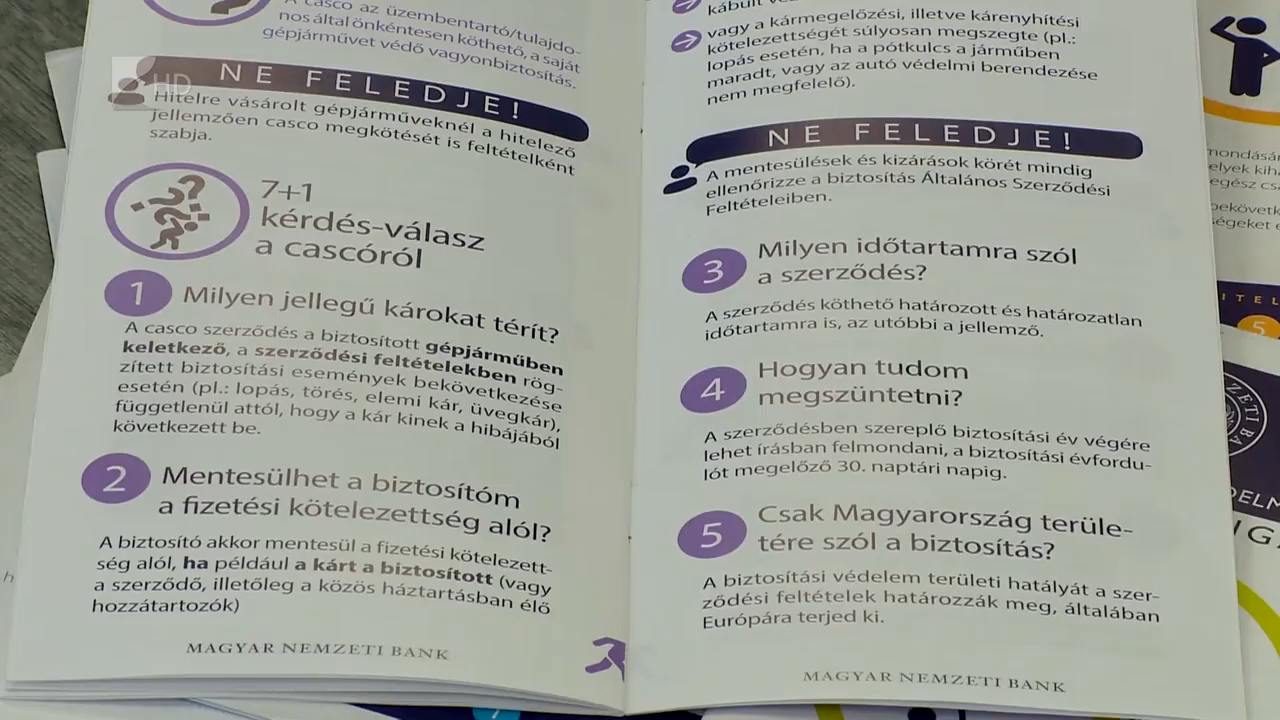 A casco az üzembentartó/tulajdo-
nos által önkéntesen köthető, a saját
gépjárművet védő vagyonbiztosítás.
HD
NE FELEDJE!
Hitelre vásárolt gépjárműveknél a hitelező
jellemzően casco megkötését is feltételként
szabja.
7+1
kérdés-válasz
a cascóról
1 Milyen jellegű károkat térít?
A casco szerződés a biztosított gépjárműben
keletkező, a szerződési feltételekben rög-
zített biztosítási események bekövetkezése
esetén (pl.: lopás, törés, elemi kár, üvegkár),
függetlenül attól, hogy a kár kinek a hibájából
következett be.
2 Mentesülhet a biztosítóm
a fizetési kötelezettség alól?
A biztosító akkor mentesül a fizetési kötelezett-
ség alól, ha például a kárt a biztosított (vagy
a szerződő, illetőleg a közös háztartásban élő
hozzátartozók)
MAGYAR NEMZETI BANK
vagy a kármegelőzési, illetve kárenyhítési
kötelezettségét súlyosan megszegte (pl.:
lopás esetén, ha a pótkulcs a járműben
maradt, vagy az autó védelmi berendezése
nem megfelelő).
NE FELEDJE!
A mentesülések és kizárások körét mindig
ellenőrizze a biztosítás Általános Szerződési
Feltételeiben.
3 Milyen időtartamra szól
a szerződés?
A szerződés köthető határozott és határozatlan
időtartamra is, az utóbbi a jellemző.
4 Hogyan tudom
megszüntetni?
A szerződésben szereplő biztosítási év végére
lehet írásban felmondani, a biztosítási évfordu-
lót megelőző 30. naptári napig.
5 Csak Magyarország terüle-
tére szól a biztosítás?
A biztosítási védelem területi hatályát a szer-
ződési feltételek határozzák meg, általában
Európára terjed ki.
MAGYAR NEMZETI BANK
5